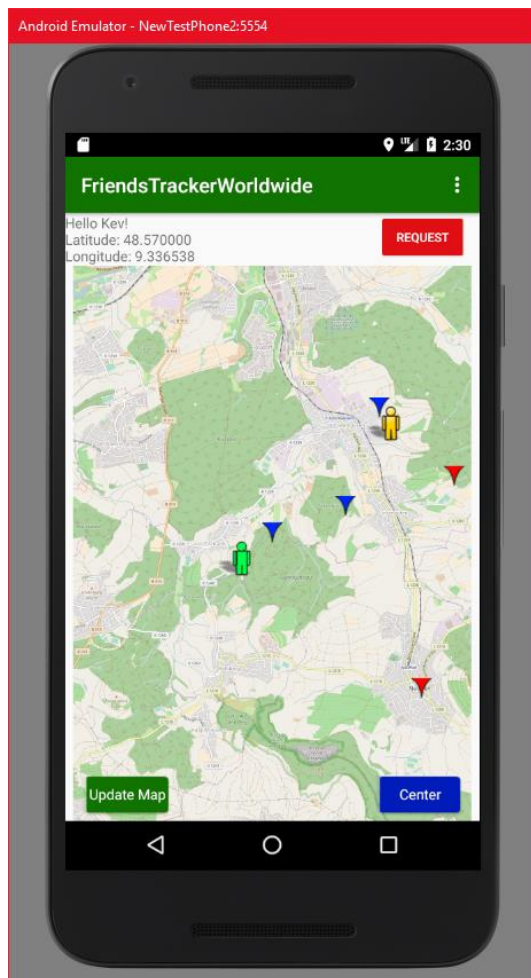 Android Emulator - NewTestPhone2:5554
LTE 2:30
FriendsTrackerWorldwide
Hello Kev!
Latitude: 48.570000
Longitude: 9.336538
REQUEST
Update Map
Center